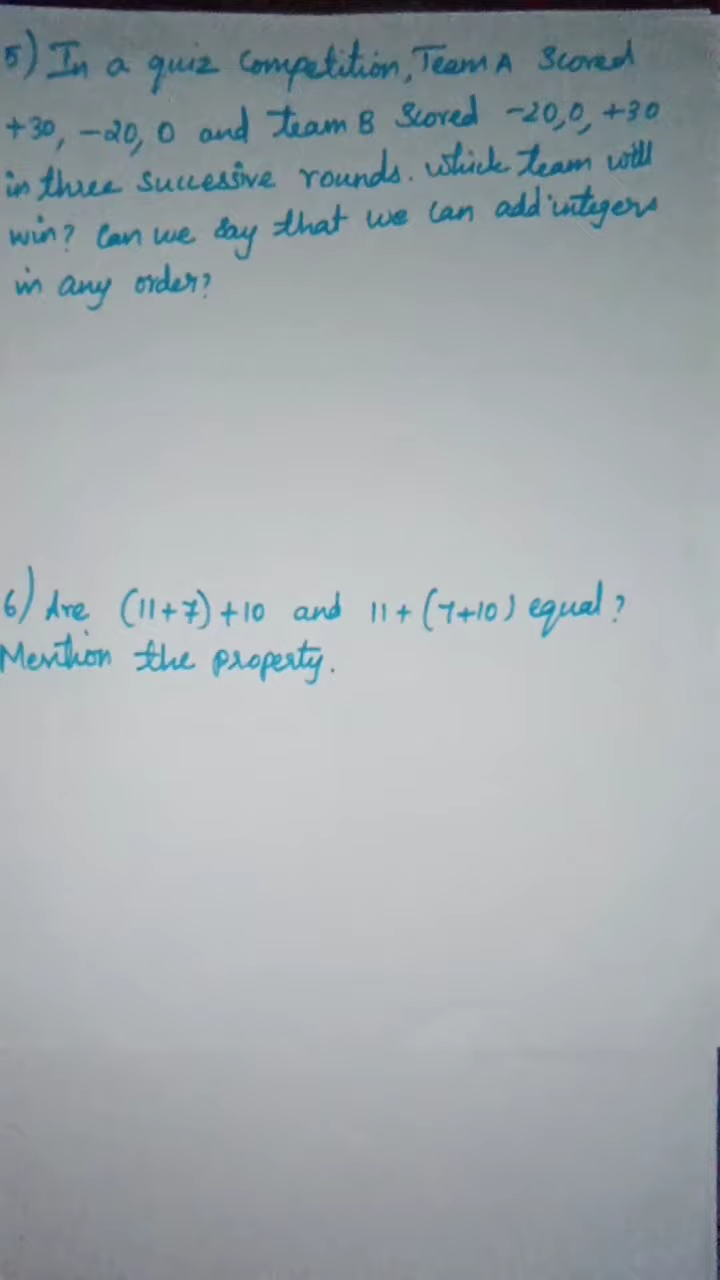 5) In a quiz competition, Team A Scored
+30, -20, 0 and team B Scored -20,0, +30
in three successive rounds. which team will
win? Can we say that we can add integers
in any order?
6) Are (11+7)+10 and 11+(7+10) equal?
Mention the property.